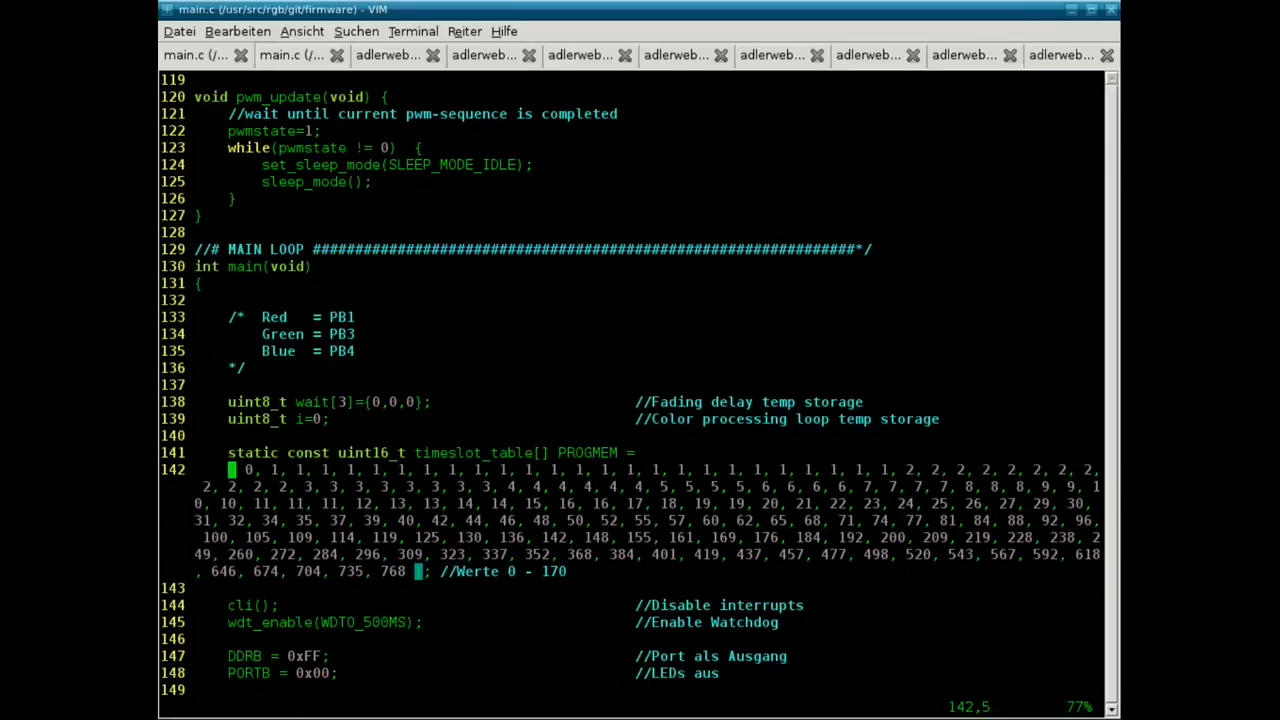 main.c (/usr/src/rgb/git/firmware) - VIM
Datei Bearbeiten Ansicht Suchen Terminal Reiter Hilfe
main.c (/... main.c (/... adlerweb... adlerweb... adlerweb... adlerweb... adlerweb... adlerweb... adlerweb... adlerweb...
119
120 void pwm_update(void) {
121     //wait until current pwm-sequence is completed
122     pwmstate=1;
123     while(pwmstate != 0)  {
124         set_sleep_mode(SLEEP_MODE_IDLE);
125         sleep_mode();
126     }
127 }
128
129 //# MAIN LOOP ################################################################*/
130 int main(void)
131 {
132
133     /*  Red   = PB1
134         Green = PB3
135         Blue  = PB4
136     */
137
138     uint8_t wait[3]={0,0,0};                        //Fading delay temp storage
139     uint8_t i=0;                                    //Color processing loop temp storage
140
141     static const uint16_t timeslot_table[] PROGMEM =
142     { 0, 1, 1, 1, 1, 1, 1, 1, 1, 1, 1, 1, 1, 1, 1, 1, 1, 1, 1, 1, 1, 1, 1, 1, 1, 1, 2, 2, 2, 2, 2, 2, 2, 2,
2, 2, 2, 2, 3, 3, 3, 3, 3, 3, 3, 3, 4, 4, 4, 4, 4, 4, 5, 5, 5, 5, 6, 6, 6, 6, 7, 7, 7, 7, 8, 8, 8, 9, 9, 1
0, 10, 11, 11, 11, 12, 12, 13, 13, 14, 14, 15, 16, 16, 17, 18, 19, 19, 20, 21, 22, 23, 24, 25, 26, 27, 29, 30,
31, 32, 34, 35, 37, 39, 40, 42, 44, 46, 48, 50, 52, 55, 57, 60, 62, 65, 68, 71, 74, 77, 81, 84, 88, 92, 96,
100, 105, 109, 114, 119, 125, 130, 136, 142, 148, 155, 161, 169, 176, 184, 192, 200, 209, 219, 228, 238, 2
49, 260, 272, 284, 296, 309, 323, 337, 352, 368, 384, 401, 419, 437, 457, 477, 498, 520, 543, 567, 592, 618
, 646, 674, 704, 735, 768 }; //Werte 0 - 170
143
144     cli();                                          //Disable interrupts
145     wdt_enable(WDTO_500MS);                         //Enable Watchdog
146
147     DDRB = 0xFF;                                    //Port als Ausgang
148     PORTB = 0x00;                                   //LEDs aus
149
142,5 77%